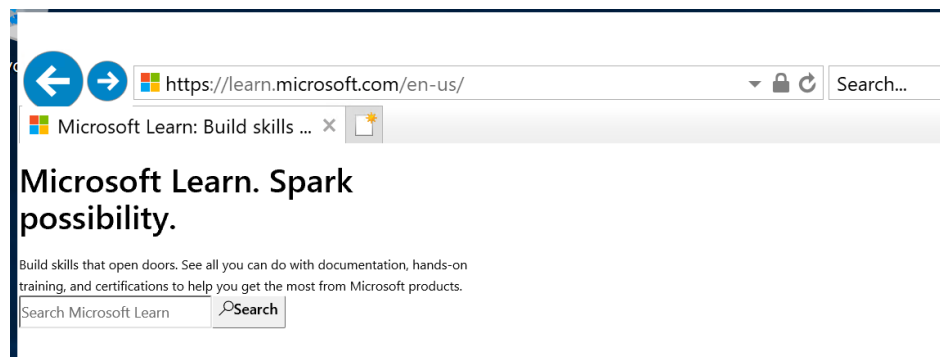 https://learn.microsoft.com/en-us/
Search...
Microsoft Learn: Build skills ...
Microsoft Learn. Spark
possibility.
Build skills that open doors. See all you can do with documentation, hands-on
training, and certifications to help you get the most from Microsoft products.
Search Microsoft Learn
Search